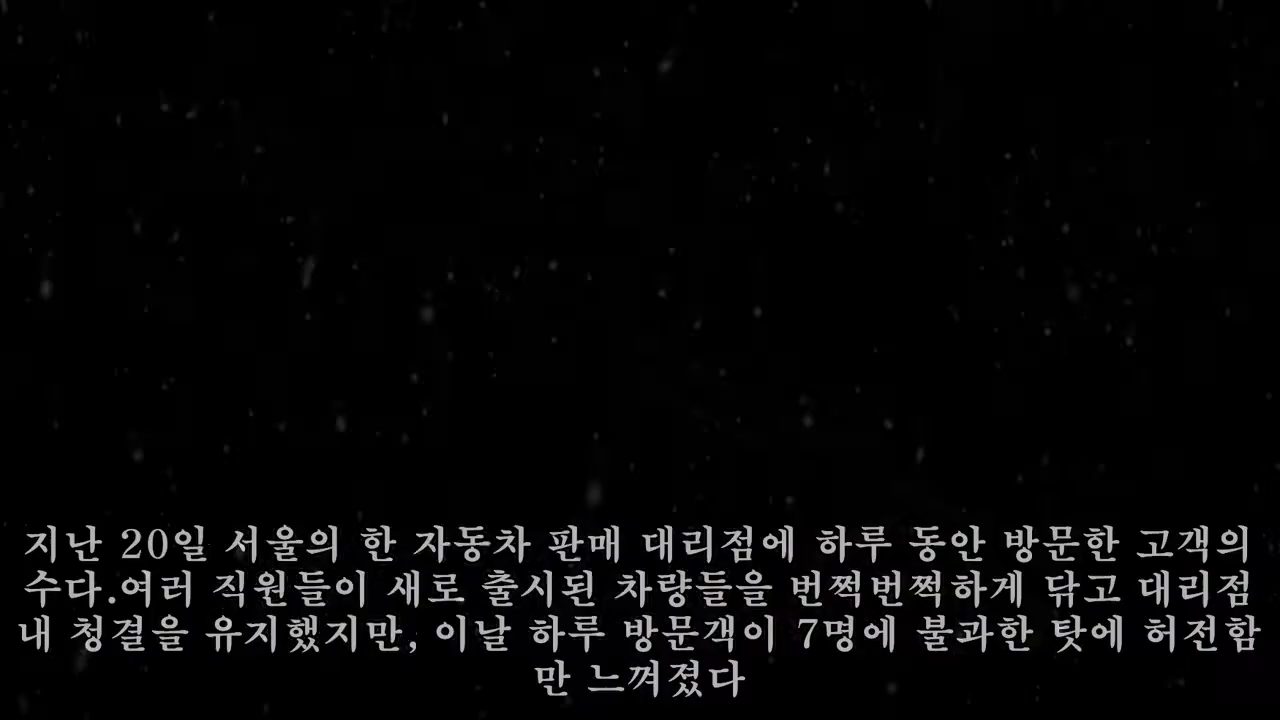 지난 20일 서울의 한 자동차 판매 대리점에 하루 동안 방문한 고객의
수다.여러 직원들이 새로 출시된 차량들을 번쩍번쩍하게 닦고 대리점
내 청결을 유지했지만, 이날 하루 방문객이 7명에 불과한 탓에 허전함
만 느껴졌다